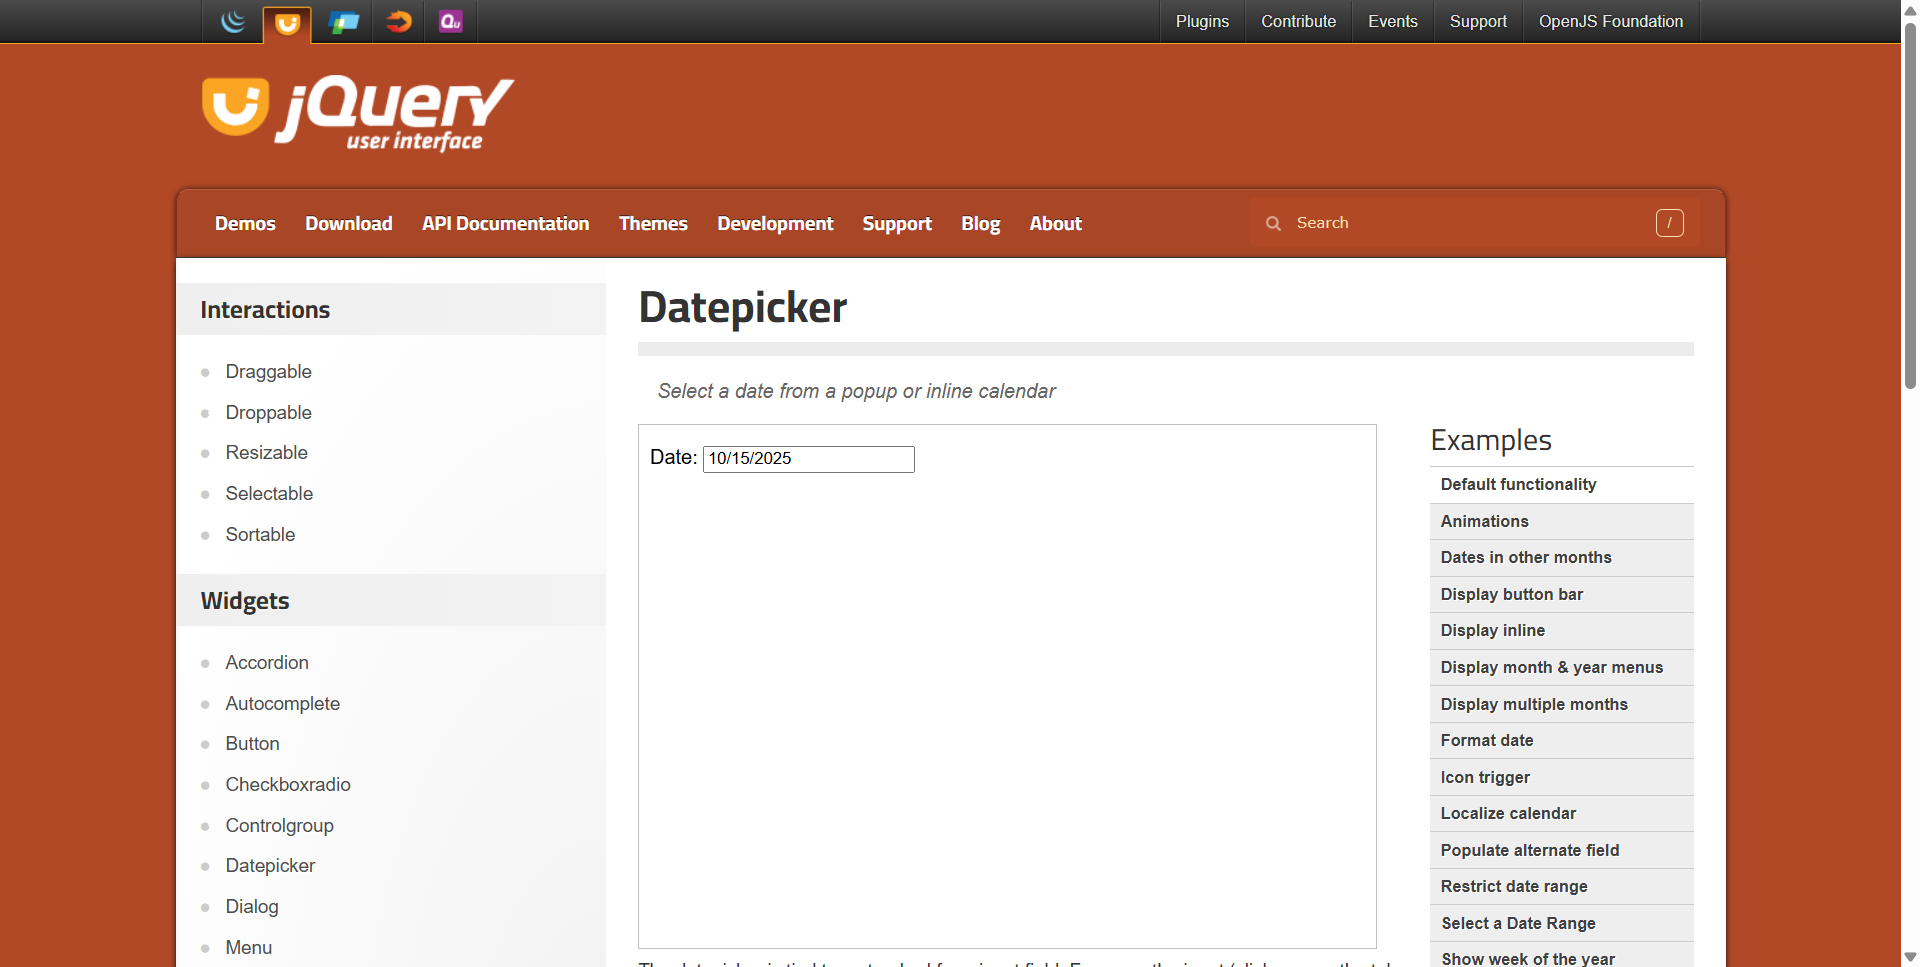 Plugins
Contribute
Events
Support
OpenJS Foundation
jQuery
user interface
Demos
Download
API Documentation
Themes
Development
Support
Blog
About
Search
/
Interactions
Draggable
Droppable
Resizable
Selectable
Sortable
Widgets
Accordion
Autocomplete
Button
Checkboxradio
Controlgroup
Datepicker
Dialog
Menu
Datepicker
Select a date from a popup or inline calendar
Date: 10/15/2025
Examples
Default functionality
Animations
Dates in other months
Display button bar
Display inline
Display month & year menus
Display multiple months
Format date
Icon trigger
Localize calendar
Populate alternate field
Restrict date range
Select a Date Range
Show week of the year